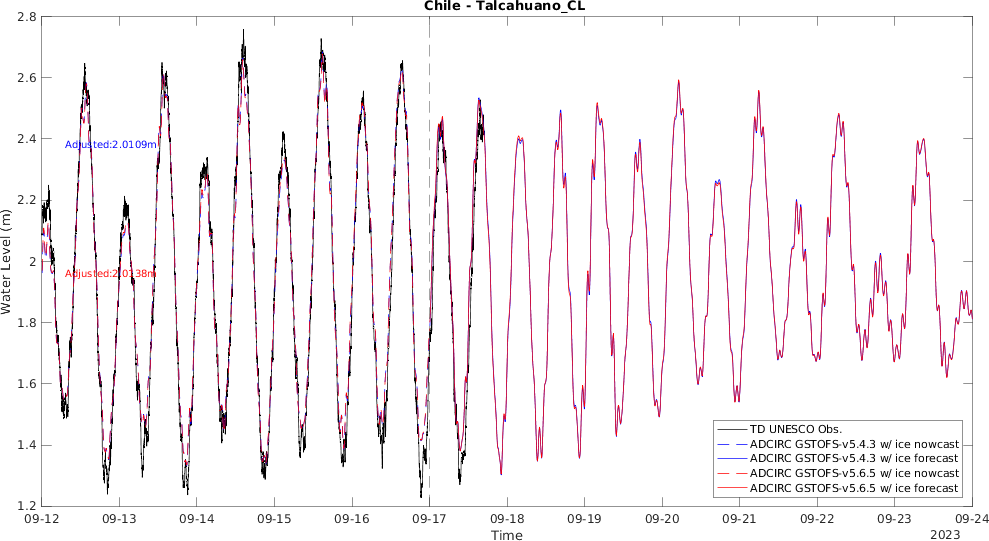 Chile - Talcahuano_CL
2.8
2.6
2.4
2.2
2
1.8
1.6
1.4
1.2
Water Level (m)
Adjusted:2.0109m
Adjusted:2.0138m
TD UNESCO Obs.
ADCIRC GSTOFS-v5.4.3 w/ ice nowcast
ADCIRC GSTOFS-v5.4.3 w/ ice forecast
ADCIRC GSTOFS-v5.6.5 w/ ice nowcast
ADCIRC GSTOFS-v5.6.5 w/ ice forecast
09-12 09-13 09-14 09-15 09-16 09-17 09-18 09-19 09-20 09-21 09-22 09-23 09-24
Time
2023